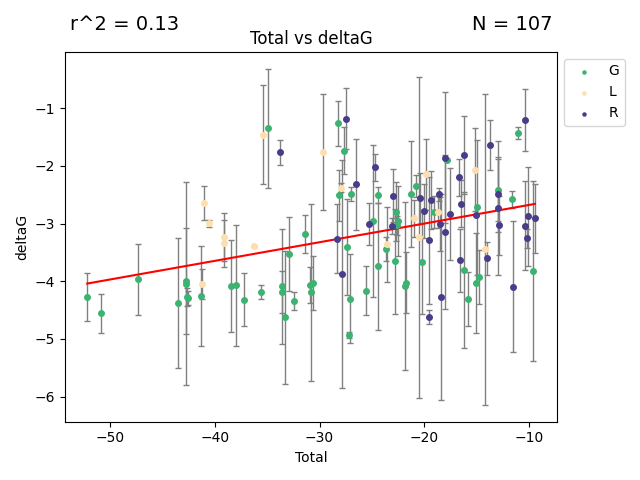 r^2 = 0.13 N = 107
Total vs deltaG
G
L
R
deltaG
−1
−2
−3
−4
−5
−6
−50 −40 −30 −20 −10
Total